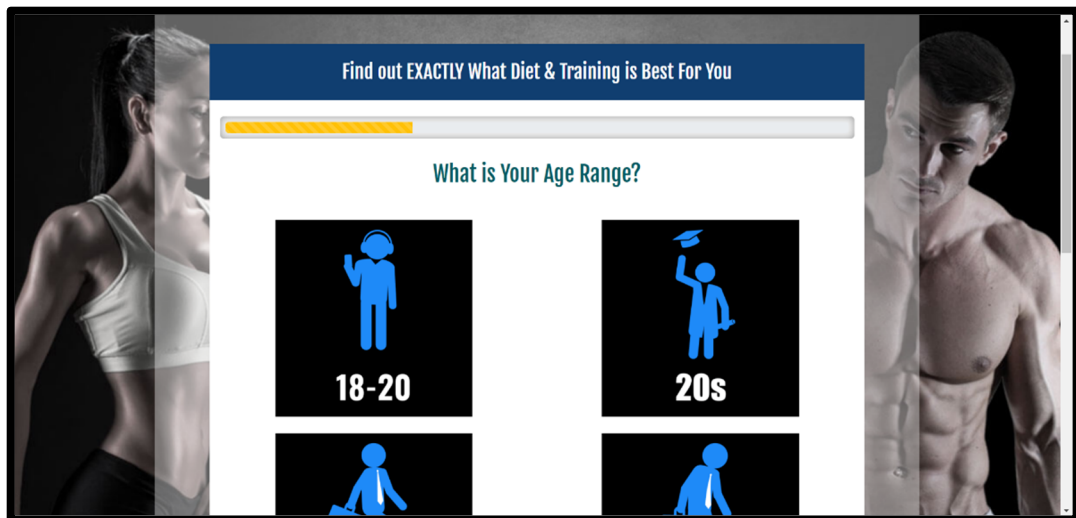 Find out EXACTLY What Diet & Training is Best For You
What is Your Age Range?
18-20
20s